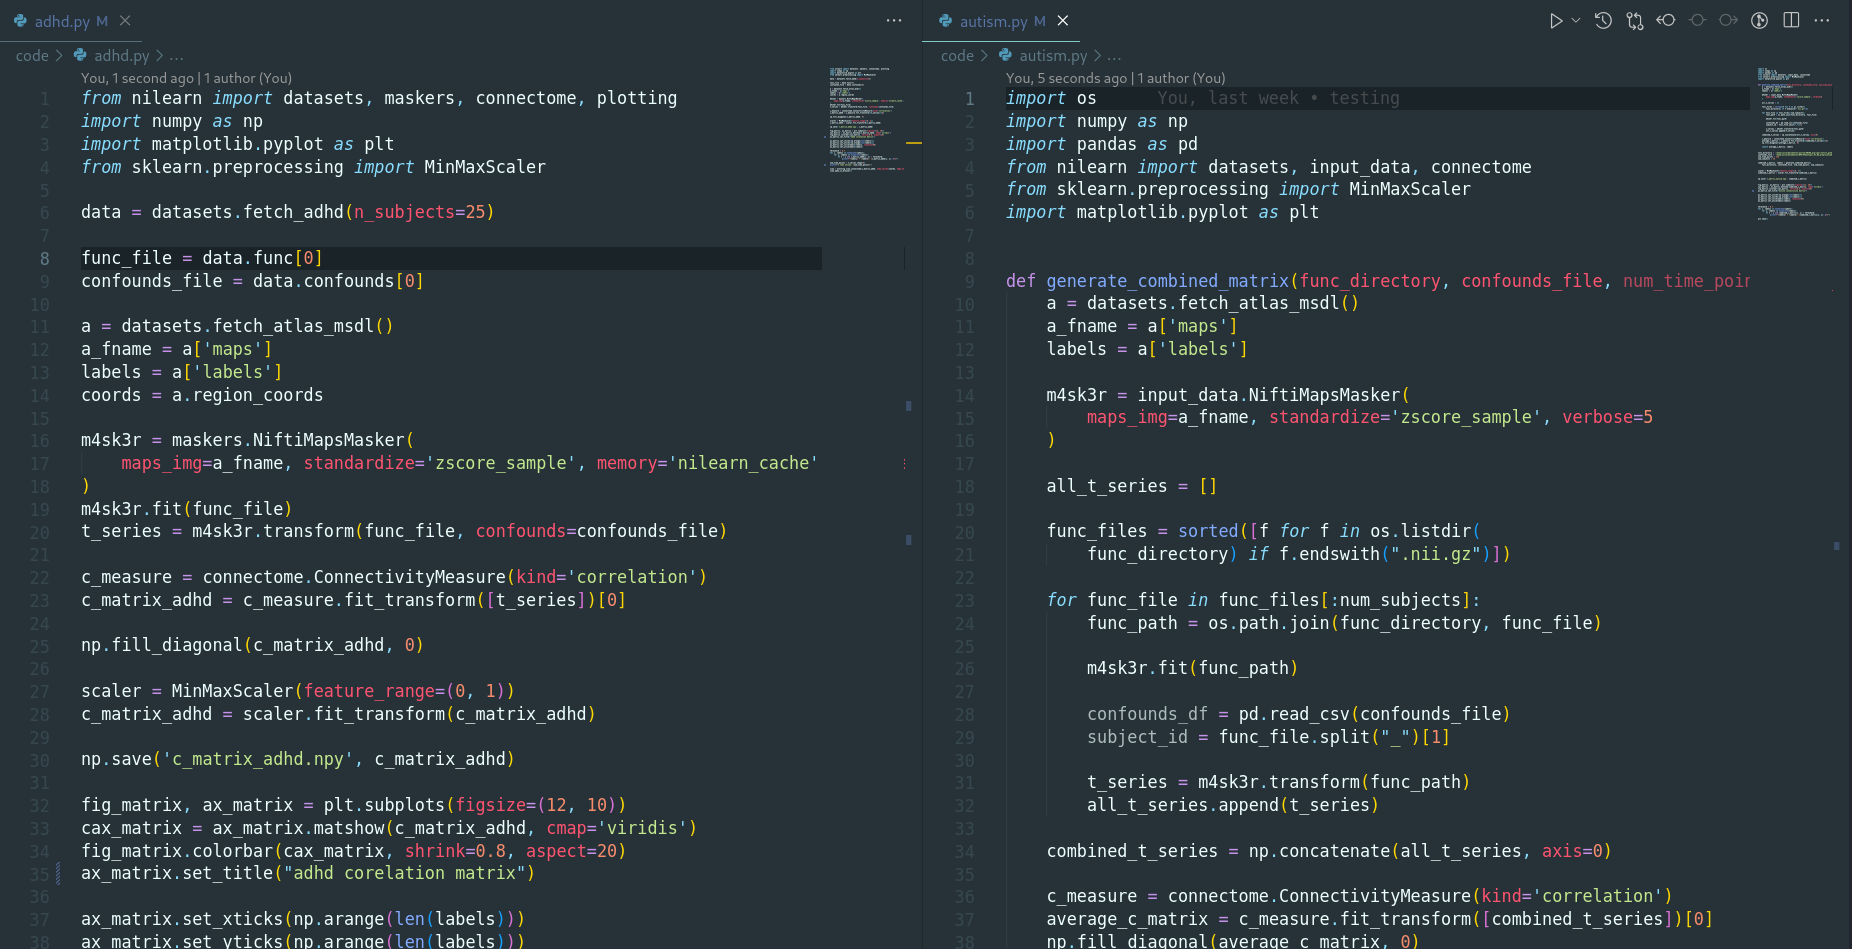 adhd.py M
code > adhd.py > ...
You, 1 second ago | 1 author (You)
1 from nilearn import datasets, maskers, connectome, plotting
2 import numpy as np
3 import matplotlib.pyplot as plt
4 from sklearn.preprocessing import MinMaxScaler
5
6 data = datasets.fetch_adhd(n_subjects=25)
7
8 func_file = data.func[0]
9 confounds_file = data.confounds[0]
10
11 a = datasets.fetch_atlas_msdl()
12 a_fname = a['maps']
13 labels = a['labels']
14 coords = a.region_coords
15
16 m4sk3r = maskers.NiftiMapsMasker(
17     maps_img=a_fname, standardize='zscore_sample', memory='nilearn_cache'
18 )
19 m4sk3r.fit(func_file)
20 t_series = m4sk3r.transform(func_file, confounds=confounds_file)
21
22 c_measure = connectome.ConnectivityMeasure(kind='correlation')
23 c_matrix_adhd = c_measure.fit_transform([t_series])[0]
24
25 np.fill_diagonal(c_matrix_adhd, 0)
26
27 scaler = MinMaxScaler(feature_range=(0, 1))
28 c_matrix_adhd = scaler.fit_transform(c_matrix_adhd)
29
30 np.save('c_matrix_adhd.npy', c_matrix_adhd)
31
32 fig_matrix, ax_matrix = plt.subplots(figsize=(12, 10))
33 cax_matrix = ax_matrix.matshow(c_matrix_adhd, cmap='viridis')
34 fig_matrix.colorbar(cax_matrix, shrink=0.8, aspect=20)
35 ax_matrix.set_title("adhd corelation matrix")
36
37 ax_matrix.set_xticks(np.arange(len(labels)))
38 ax_matrix.set_yticks(np.arange(len(labels)))
autism.py M
code > autism.py > ...
You, 5 seconds ago | 1 author (You)
1 import os You, last week • testing
2 import numpy as np
3 import pandas as pd
4 from nilearn import datasets, input_data, connectome
5 from sklearn.preprocessing import MinMaxScaler
6 import matplotlib.pyplot as plt
7
8
9 def generate_combined_matrix(func_directory, confounds_file, num_time_poin
10     a = datasets.fetch_atlas_msdl()
11     a_fname = a['maps']
12     labels = a['labels']
13
14     m4sk3r = input_data.NiftiMapsMasker(
15         maps_img=a_fname, standardize='zscore_sample', verbose=5
16     )
17
18     all_t_series = []
19
20     func_files = sorted([f for f in os.listdir(
21         func_directory) if f.endswith(".nii.gz")])
22
23     for func_file in func_files[:num_subjects]:
24         func_path = os.path.join(func_directory, func_file)
25
26         m4sk3r.fit(func_path)
27
28         confounds_df = pd.read_csv(confounds_file)
29         subject_id = func_file.split("_")[1]
30
31         t_series = m4sk3r.transform(func_path)
32         all_t_series.append(t_series)
33
34     combined_t_series = np.concatenate(all_t_series, axis=0)
35
36     c_measure = connectome.ConnectivityMeasure(kind='correlation')
37     average_c_matrix = c_measure.fit_transform([combined_t_series])[0]
38     np.fill_diagonal(average_c_matrix, 0)